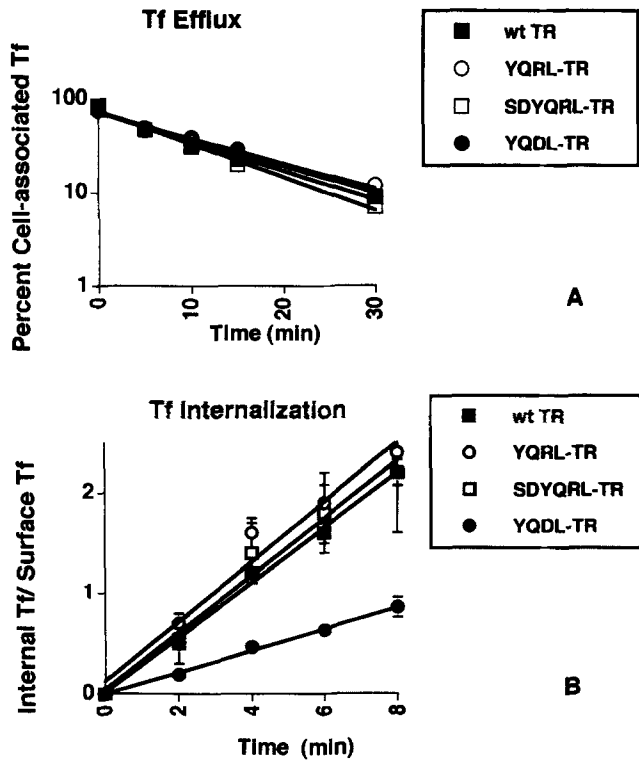 Tf Efflux
Percent Cell-associated Tf
100
10
1
0
10
20
30
Time (min)
wt TR
YQRL-TR
SDYQRL-TR
YQDL-TR
A
Tf Internalization
Internal Tf/ Surface Tf
2
1
0
0
2
4
6
8
Time (min)
wt TR
YQRL-TR
SDYQRL-TR
YQDL-TR
B